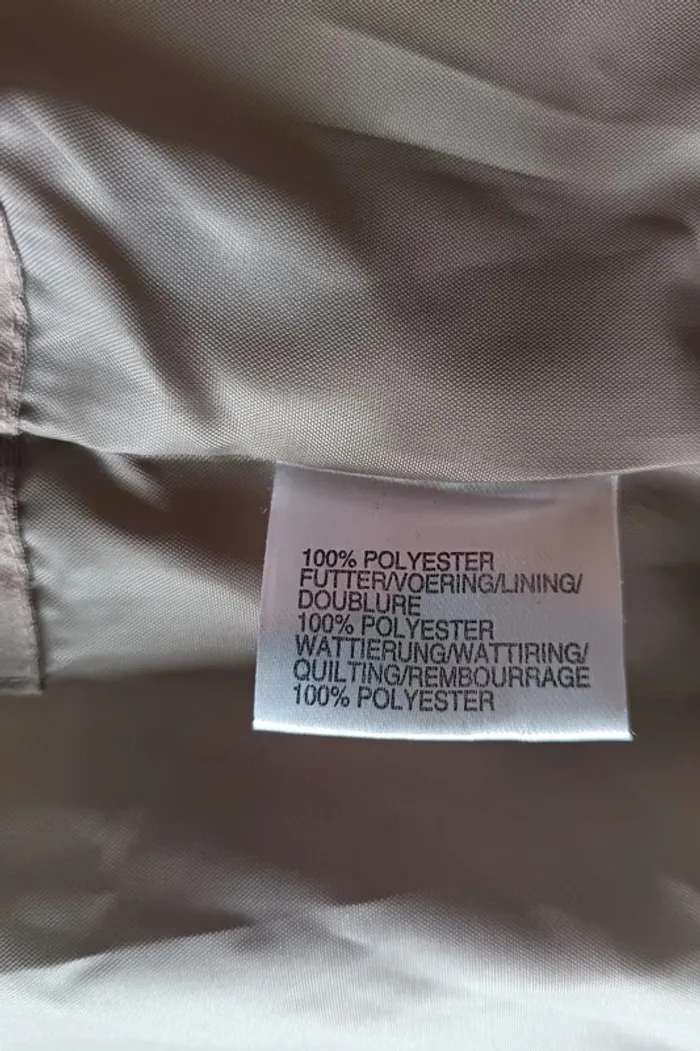 100% POLYESTER
FUTTER/VOERING/LINING/
DOUBLURE
100% POLYESTER
WATTIERUNG/WATTIRING/
QUILTING/REMBOURRAGE
100% POLYESTER